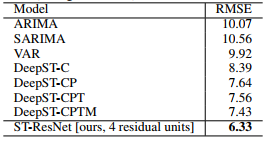 Model RMSE
ARIMA 10.07
SARIMA 10.56
VAR 9.92
DeepST-C 8.39
DeepST-CP 7.64
DeepST-CPT 7.56
DeepST-CPTM 7.43
ST-ResNet [ours, 4 residual units] 6.33